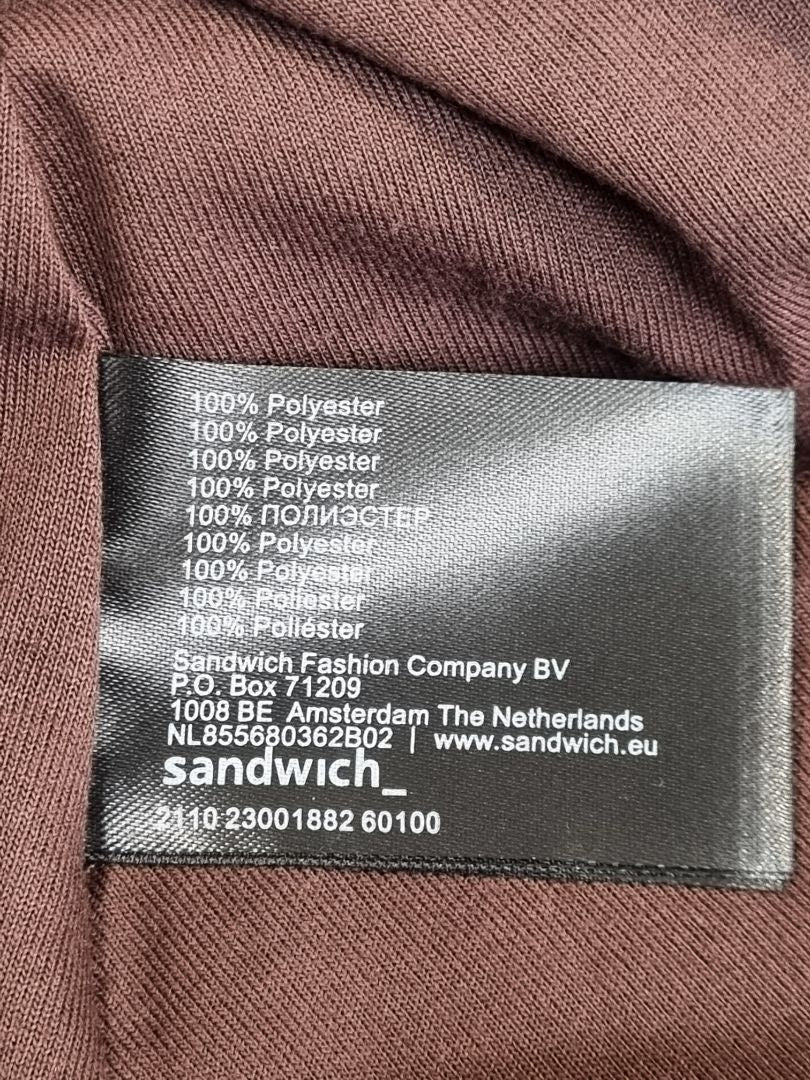 100% Polyester
100% Polyester
100% Polyester
100% Polyester
100% ПОЛИЭСТЕР
100% Polyester
100% Polyester
100% Poliester
100% Poliéster
Sandwich Fashion Company BV
P.O. Box 71209
1008 BE Amsterdam The Netherlands
NL855680362B02 | www.sandwich.eu
sandwich_
2110 23001882 60100